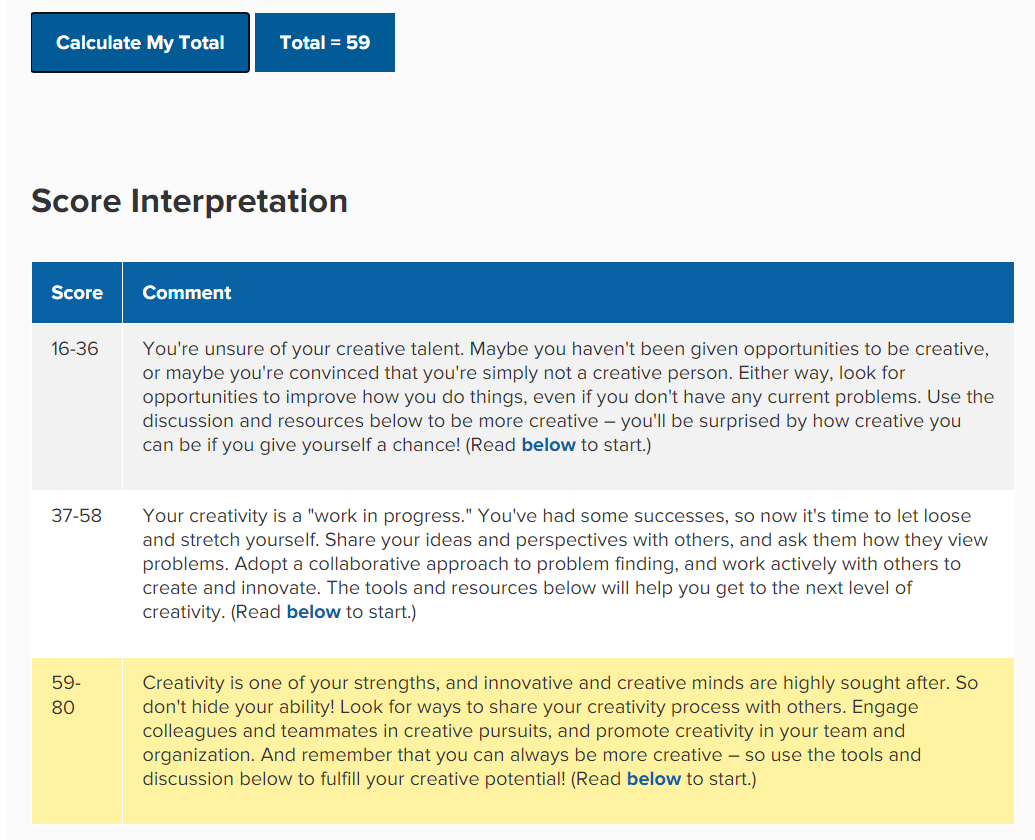 Calculate My Total Total = 59
Score Interpretation
Score Comment
16-36 You're unsure of your creative talent. Maybe you haven't been given opportunities to be creative,
or maybe you're convinced that you're simply not a creative person. Either way, look for
opportunities to improve how you do things, even if you don't have any current problems. Use the
discussion and resources below to be more creative – you'll be surprised by how creative you
can be if you give yourself a chance! (Read below to start.)
37-58 Your creativity is a "work in progress." You've had some successes, so now it's time to let loose
and stretch yourself. Share your ideas and perspectives with others, and ask them how they view
problems. Adopt a collaborative approach to problem finding, and work actively with others to
create and innovate. The tools and resources below will help you get to the next level of
creativity. (Read below to start.)
59-
80
Creativity is one of your strengths, and innovative and creative minds are highly sought after. So
don't hide your ability! Look for ways to share your creativity process with others. Engage
colleagues and teammates in creative pursuits, and promote creativity in your team and
organization. And remember that you can always be more creative – so use the tools and
discussion below to fulfill your creative potential! (Read below to start.)